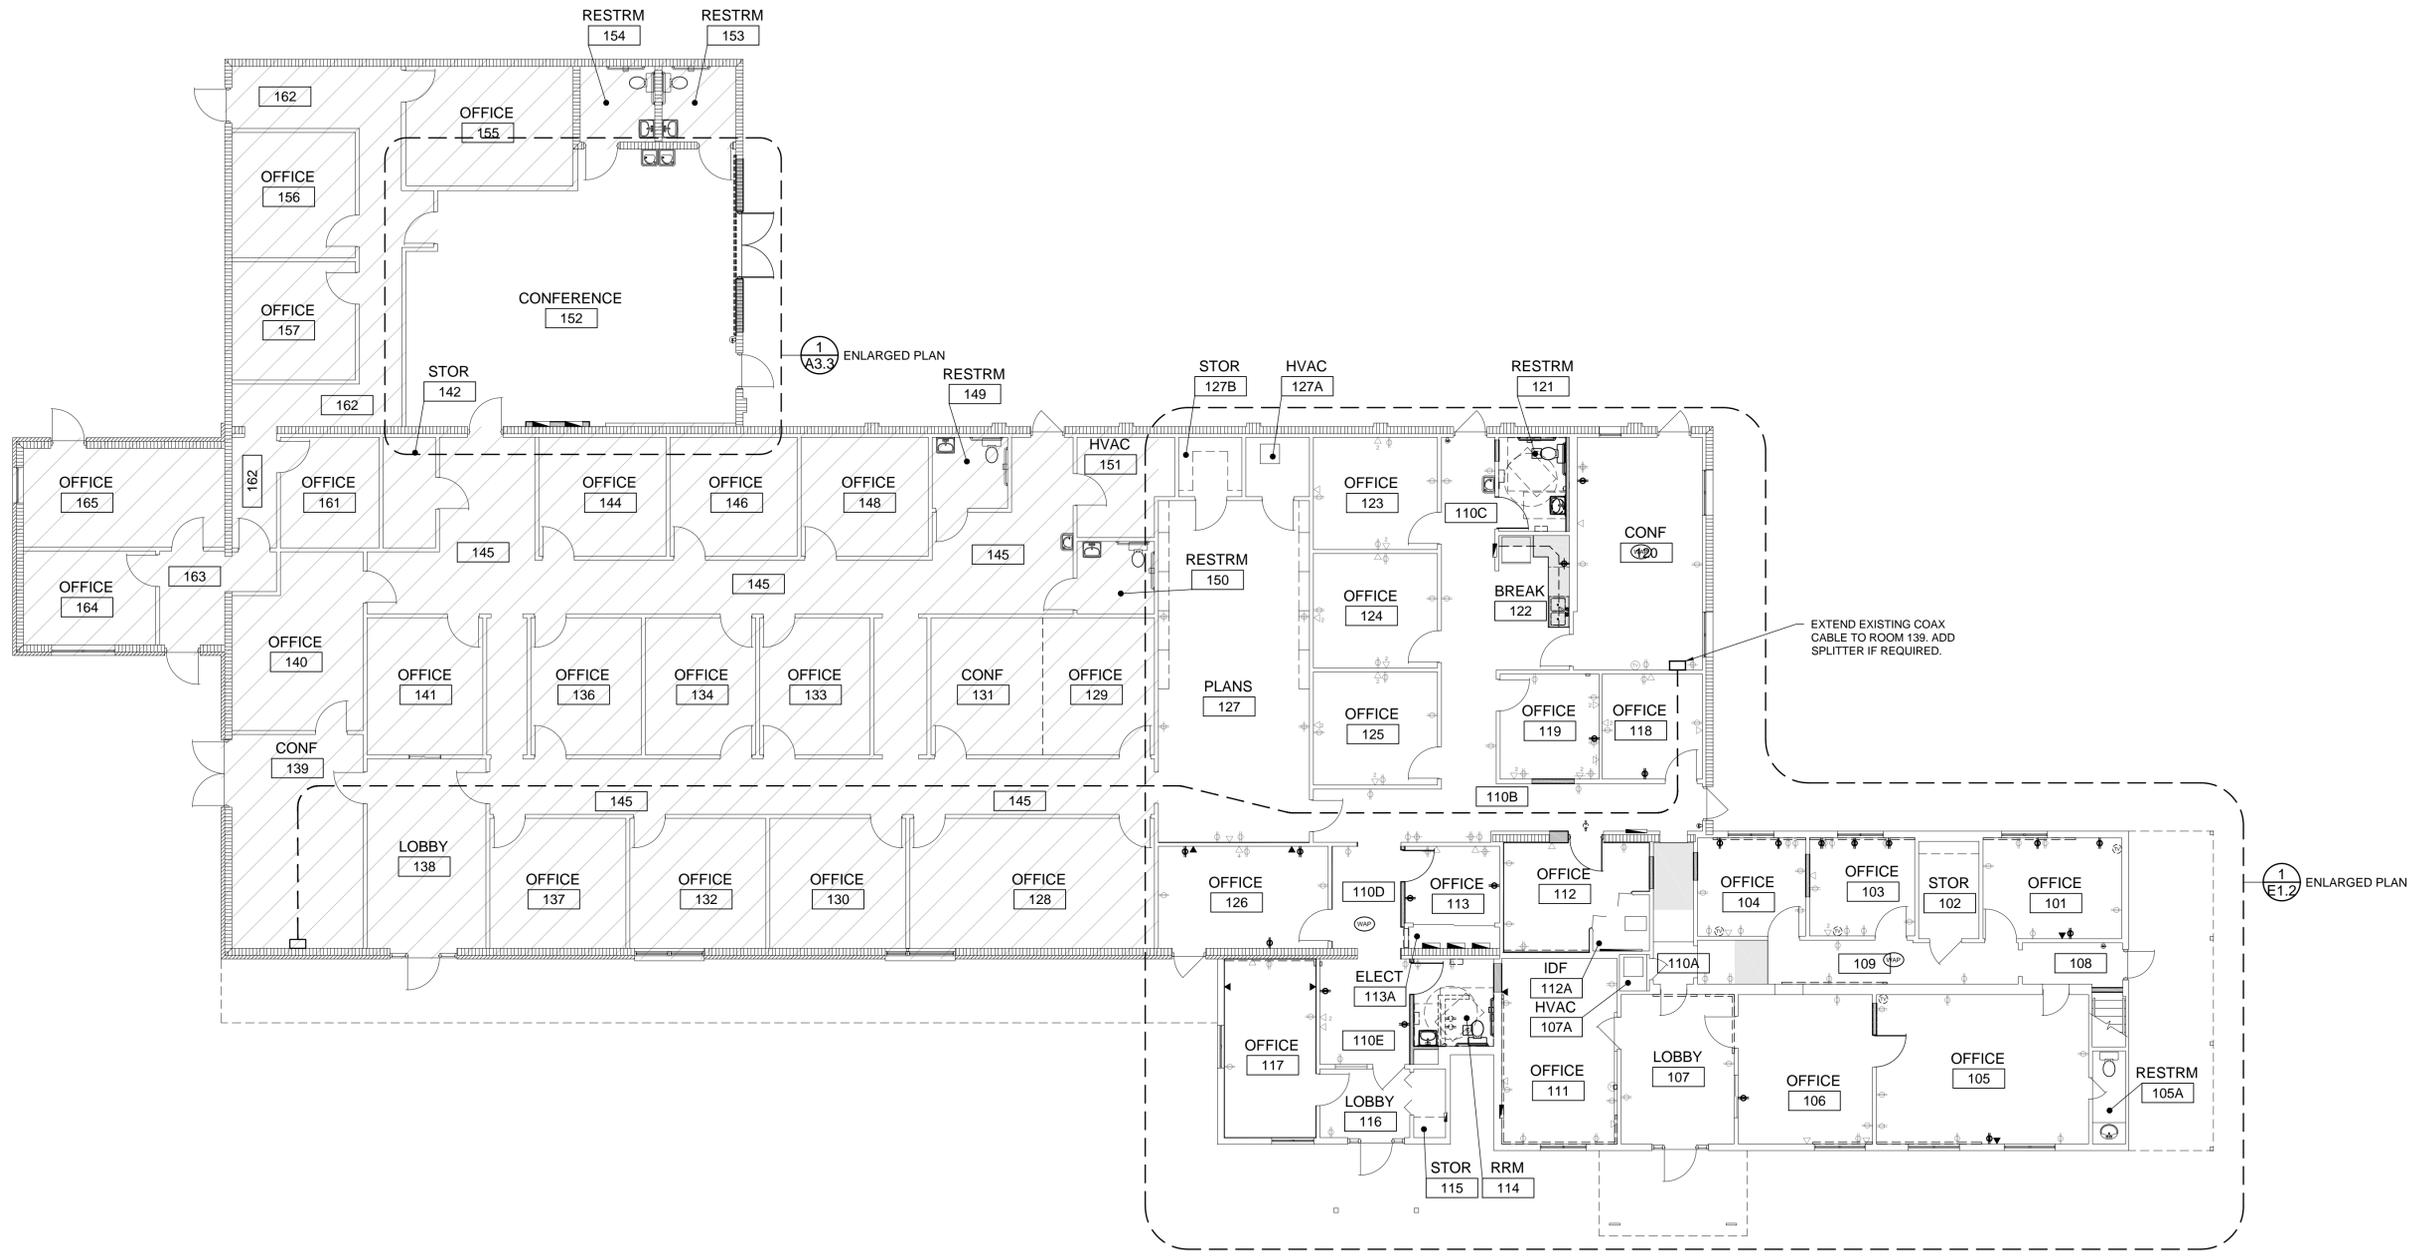 RESTRM
154
RESTRM
153
162
OFFICE
155
OFFICE
156
OFFICE
157
CONFERENCE
152
1
A3.3
ENLARGED PLAN
STOR
142
162
RESTRM
149
STOR
127B
HVAC
127A
RESTRM
121
OFFICE
165
162
OFFICE
161
OFFICE
144
OFFICE
146
OFFICE
148
HVAC
151
OFFICE
123
110C
CONF
120
145
145
145
RESTRM
150
OFFICE
164
163
OFFICE
124
BREAK
122
EXTEND EXISTING COAX
CABLE TO ROOM 139. ADD
SPLITTER IF REQUIRED.
OFFICE
140
OFFICE
141
OFFICE
136
OFFICE
134
OFFICE
133
CONF
131
OFFICE
129
PLANS
127
OFFICE
125
OFFICE
119
OFFICE
118
CONF
139
145
145
110B
LOBBY
138
OFFICE
137
OFFICE
132
OFFICE
130
OFFICE
128
OFFICE
126
110D
WAP
OFFICE
113
OFFICE
112
OFFICE
104
OFFICE
103
STOR
102
OFFICE
101
1
E1.2
ENLARGED PLAN
ELECT
113A
IDF
112A
HVAC
107A
110A
109
WAP
108
OFFICE
117
110E
LOBBY
116
OFFICE
111
LOBBY
107
OFFICE
106
OFFICE
105
RESTRM
105A
STOR
115
RRM
114